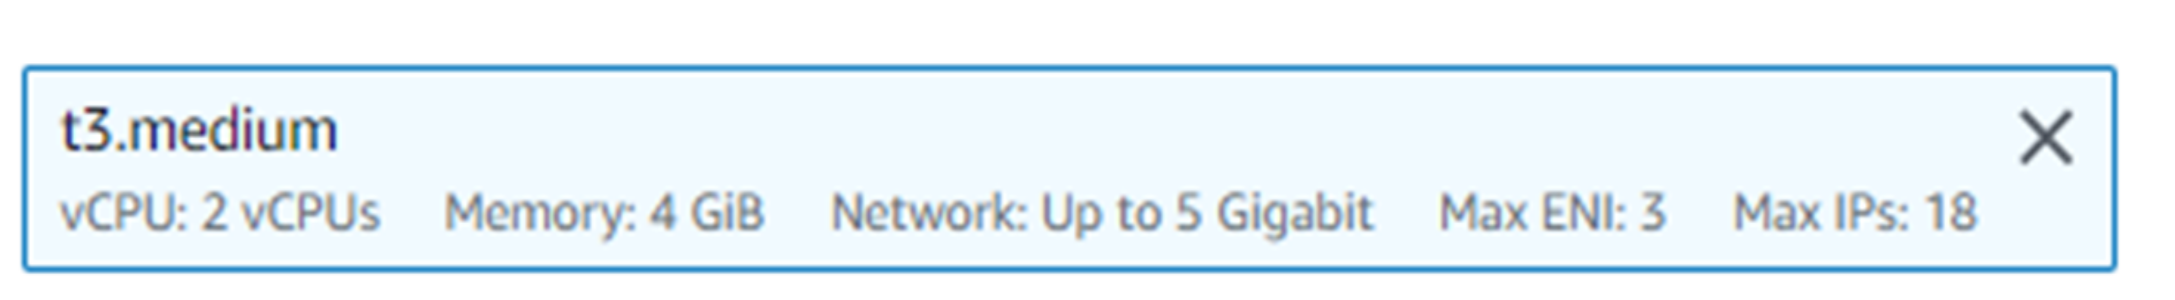 t3.medium
vCPU: 2 vCPUs Memory: 4 GiB Network: Up to 5 Gigabit Max ENI: 3 Max IPs: 18